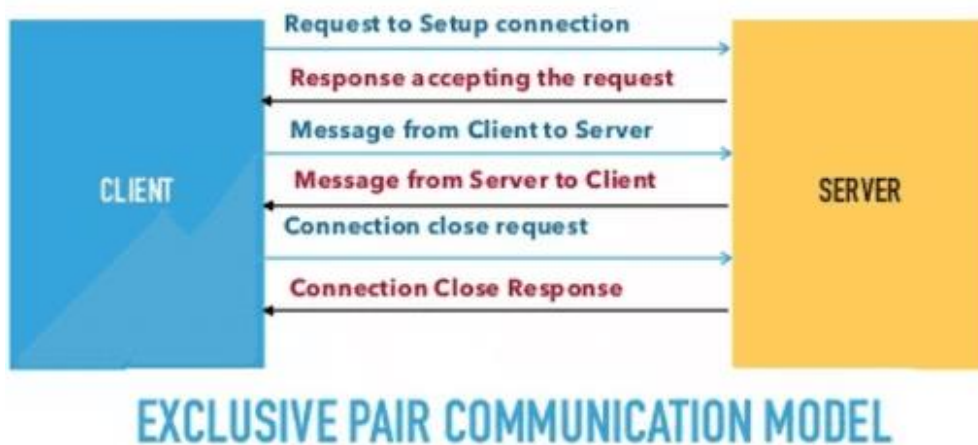 Request to Setup connection
Response accepting the request
Message from Client to Server
CLIENT
Message from Server to Client
SERVER
Connection close request
Connection Close Response
EXCLUSIVE PAIR COMMUNICATION MODEL